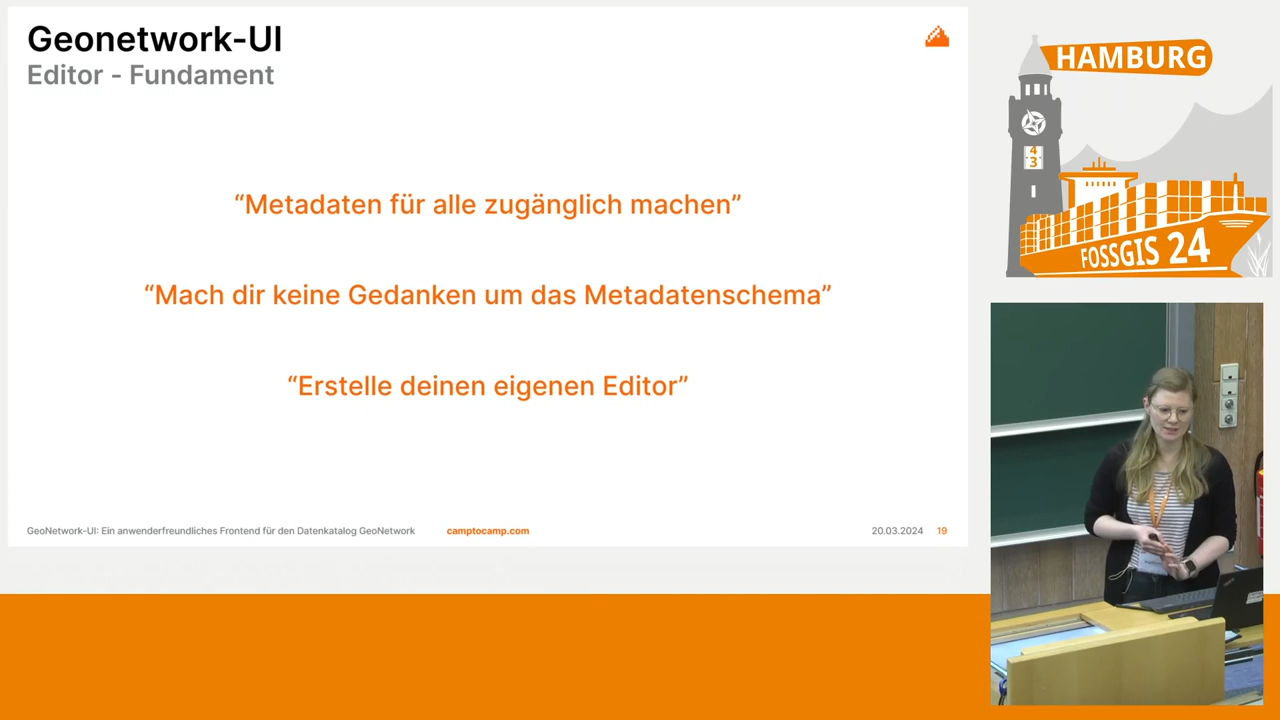 Geonetwork-UI
Editor - Fundament
“Metadaten für alle zugänglich machen”
“Mach dir keine Gedanken um das Metadatenschema”
“Erstelle deinen eigenen Editor”
GeoNetwork-UI: Ein anwenderfreundliches Frontend für den Datenkatalog GeoNetwork camptocamp.com 20.03.2024 19
HAMBURG
4
3
FOSSGIS 24